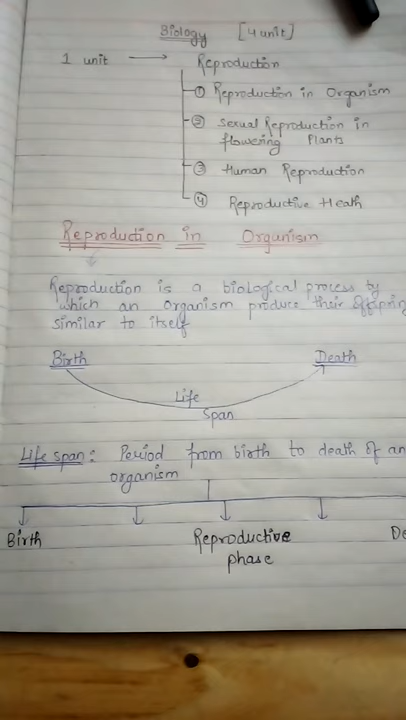 Biology [4 unit]
1 unit → Reproduction
① Reproduction in Organism
② Sexual Reproduction in
flowering Plants
③ Human Reproduction
④ Reproductive Heath
Reproduction in Organism
Reproduction is a biological process by
which an organism produce their offspring
similar to itself
Birth Death
Life
Span
Life span: Period from birth to death of an
organism
Birth Reproductive De
phase